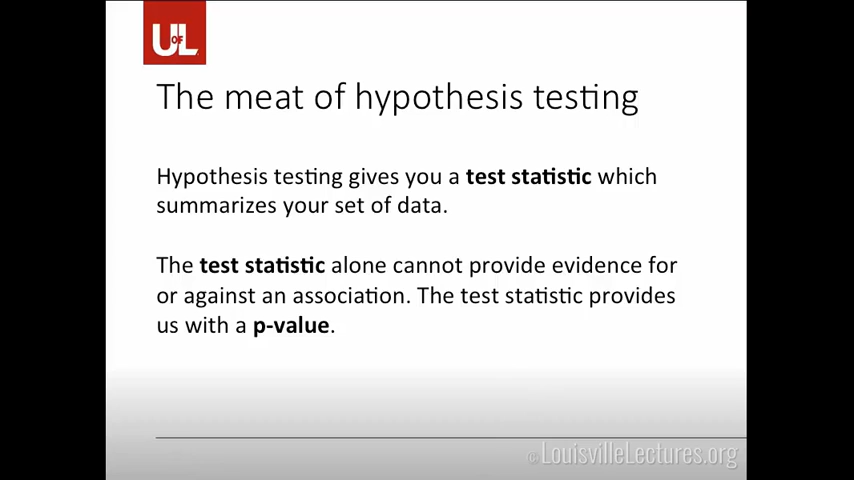 UofL
The meat of hypothesis testing
Hypothesis testing gives you a test statistic which
summarizes your set of data.
The test statistic alone cannot provide evidence for
or against an association. The test statistic provides
us with a p-value.
© LouisvilleLectures.org